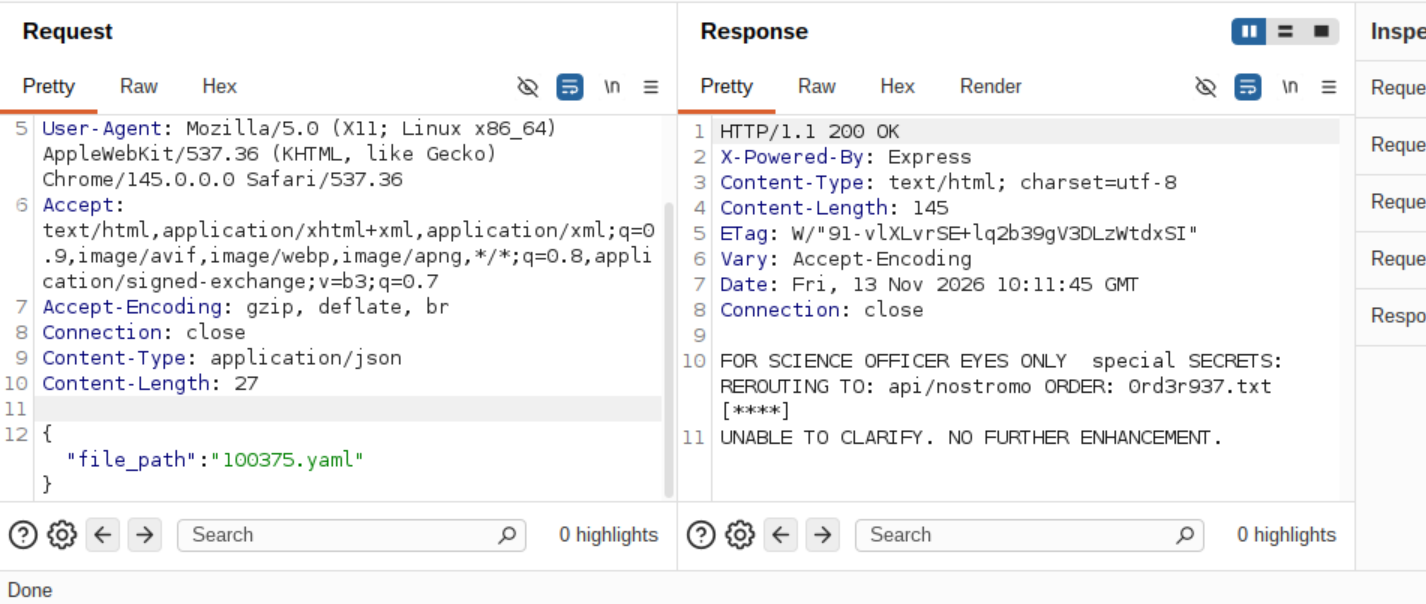 Request
Pretty Raw Hex \n
5 User-Agent: Mozilla/5.0 (X11; Linux x86_64)
AppleWebKit/537.36 (KHTML, like Gecko)
Chrome/145.0.0.0 Safari/537.36
6 Accept:
text/html,application/xhtml+xml,application/xml;q=0
.9,image/avif,image/webp,image/apng,*/*;q=0.8,appli
cation/signed-exchange;v=b3;q=0.7
7 Accept-Encoding: gzip, deflate, br
8 Connection: close
9 Content-Type: application/json
10 Content-Length: 27
11
12 {
"file_path":"100375.yaml"
}
Search 0 highlights
Response
Pretty Raw Hex Render \n
1 HTTP/1.1 200 OK
2 X-Powered-By: Express
3 Content-Type: text/html; charset=utf-8
4 Content-Length: 145
5 ETag: W/"91-vlXLvrSE+lq2b39gV3DLzWtdxSI"
6 Vary: Accept-Encoding
7 Date: Fri, 13 Nov 2026 10:11:45 GMT
8 Connection: close
9
10 FOR SCIENCE OFFICER EYES ONLY  special SECRETS:
REROUTING TO: api/nostromo ORDER: 0rd3r937.txt
[****]
11 UNABLE TO CLARIFY. NO FURTHER ENHANCEMENT.
Search 0 highlights
Inspe
Reque
Reque
Reque
Reque
Respo
Done